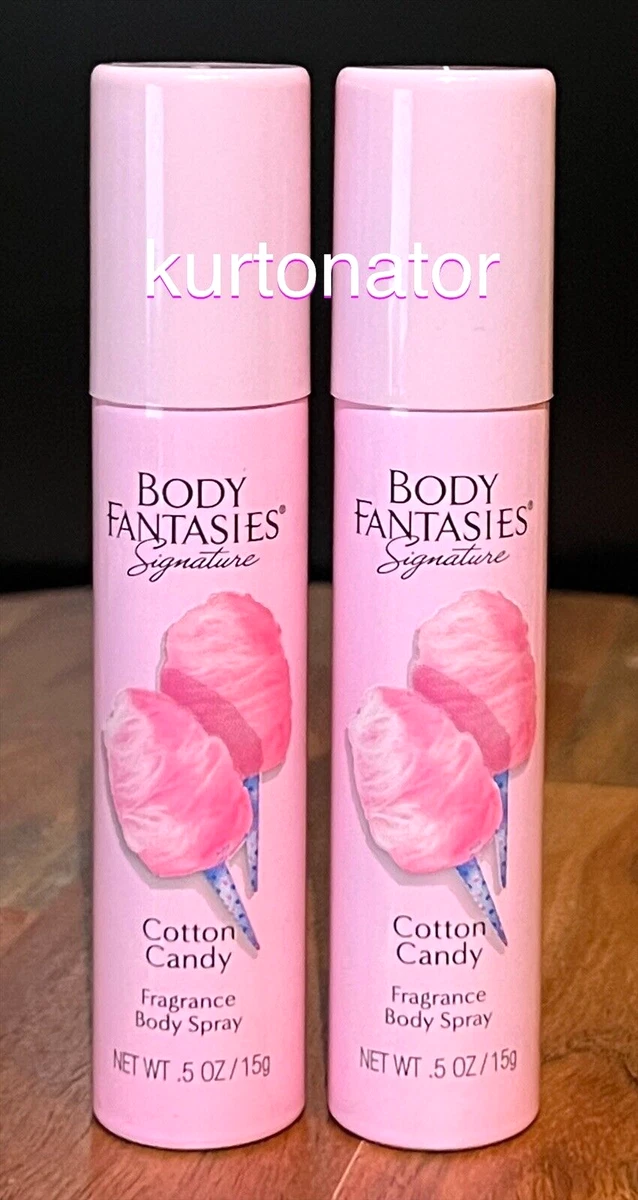 kurtonator
BODY
FANTASIES®
Signature
Cotton
Candy
Fragrance
Body Spray
NET WT .5 OZ/15g
BODY
FANTASIES®
Signature
Cotton
Candy
Fragrance
Body Spray
NET WT .5 OZ/15g